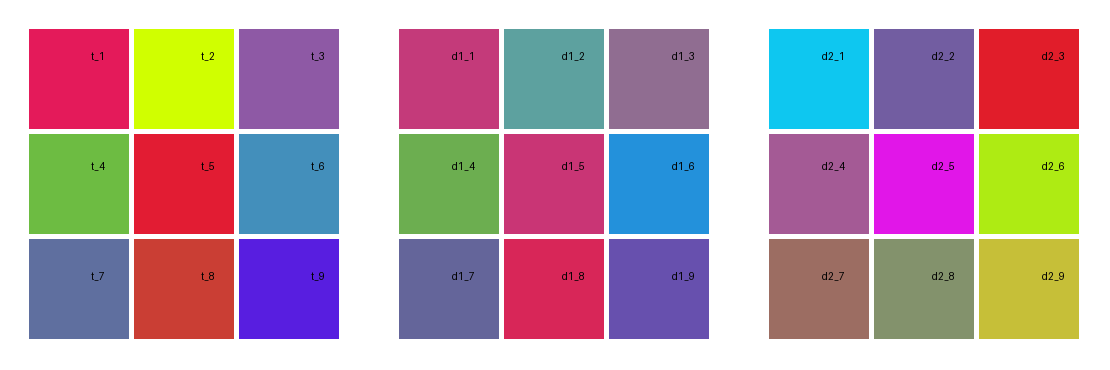 t_1 t_2 t_3 d1_1 d1_2 d1_3 d2_1 d2_2 d2_3
t_4 t_5 t_6 d1_4 d1_5 d1_6 d2_4 d2_5 d2_6
t_7 t_8 t_9 d1_7 d1_8 d1_9 d2_7 d2_8 d2_9